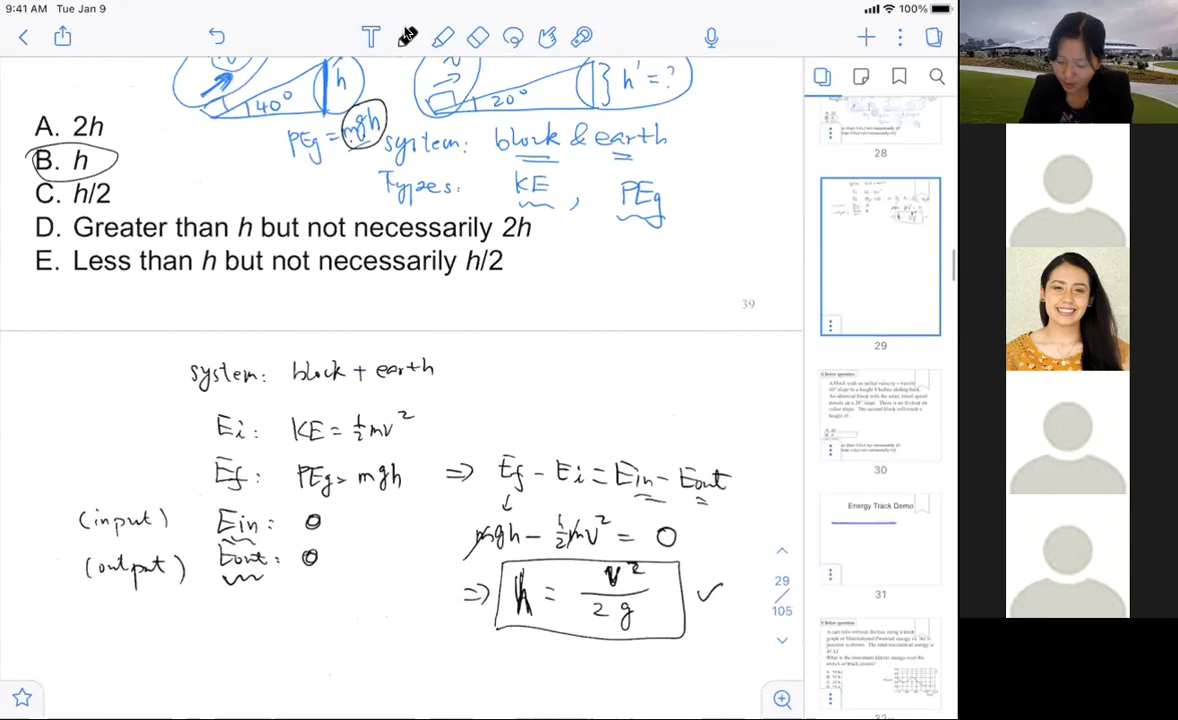 9:41 AM Tue Jan 9
100%
40°
h
20°
h' = ?
PEg = mgh
system: block & earth
Types: KE, PEg
A. 2h
B. h
C. h/2
D. Greater than h but not necessarily 2h
E. Less than h but not necessarily h/2
39
system: block + earth
Ei: KE = ½mv²
Ef: PEg = mgh
(input) Ein: 0
(output) Eout: 0
⇒ Ef - Ei = Ein - Eout
mgh - ½mv² = 0
⇒ h = v² / 2g ✓
29
105
28
29
30
Energy Track Demo
31